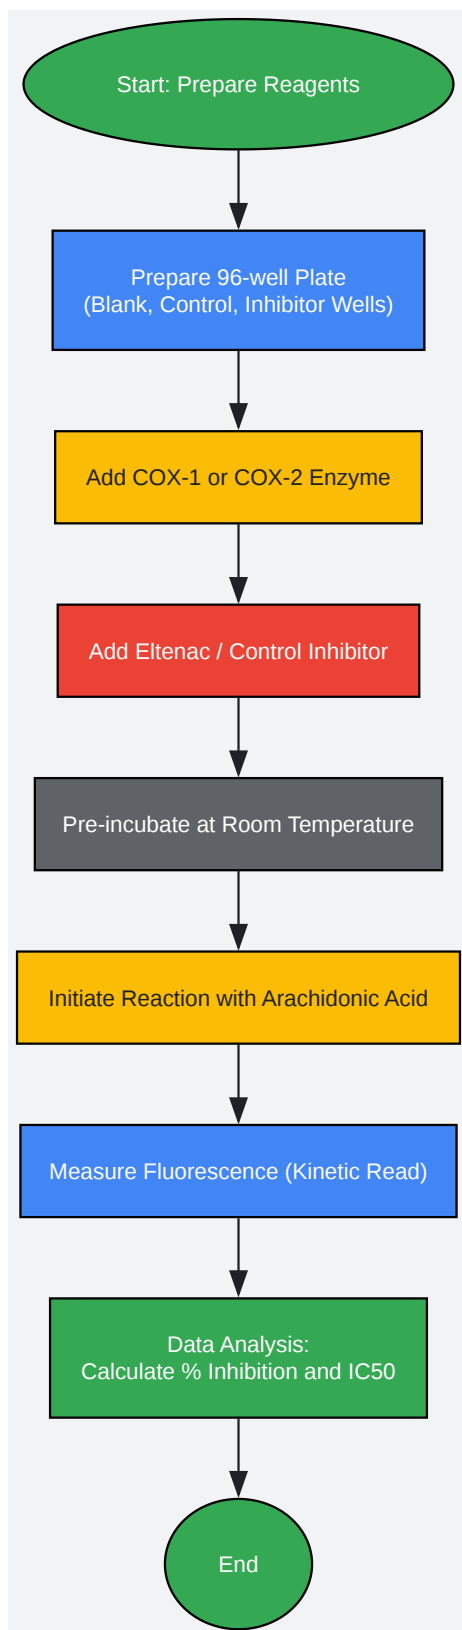 Start: Prepare Reagents
Prepare 96-well Plate
(Blank, Control, Inhibitor Wells)
Add COX-1 or COX-2 Enzyme
Add Eltenac / Control Inhibitor
Pre-incubate at Room Temperature
Initiate Reaction with Arachidonic Acid
Measure Fluorescence (Kinetic Read)
Data Analysis:
Calculate % Inhibition and IC50
End